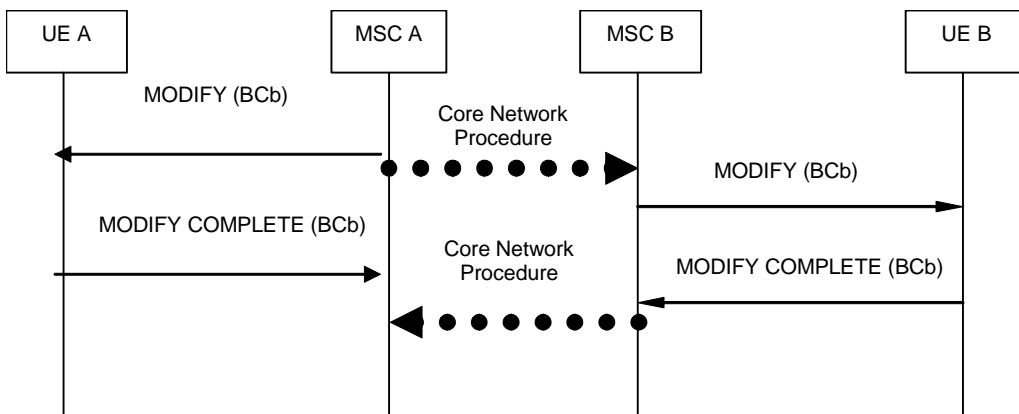 UE A
MSC A
MSC B
UE B
MODIFY (BCb)
Core Network
Procedure
MODIFY (BCb)
MODIFY COMPLETE (BCb)
Core Network
Procedure
MODIFY COMPLETE (BCb)